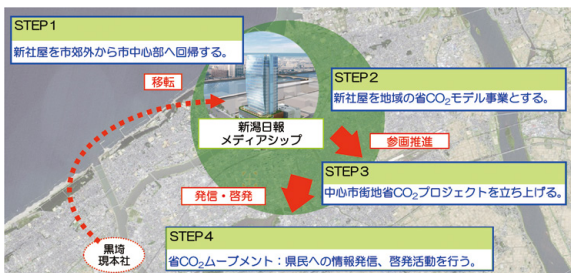 STEP1
新社屋を市郊外から市中心部へ回帰する。
移転
STEP2
新社屋を地域の省CO₂モデル事業とする。
新潟日報
メディアシップ
参画推進
STEP3
中心市街地省CO₂プロジェクトを立ち上げる。
発信・啓発
STEP4
省CO₂ムーブメント：県民への情報発信、啓発活動を行う。
黒埼
現本社